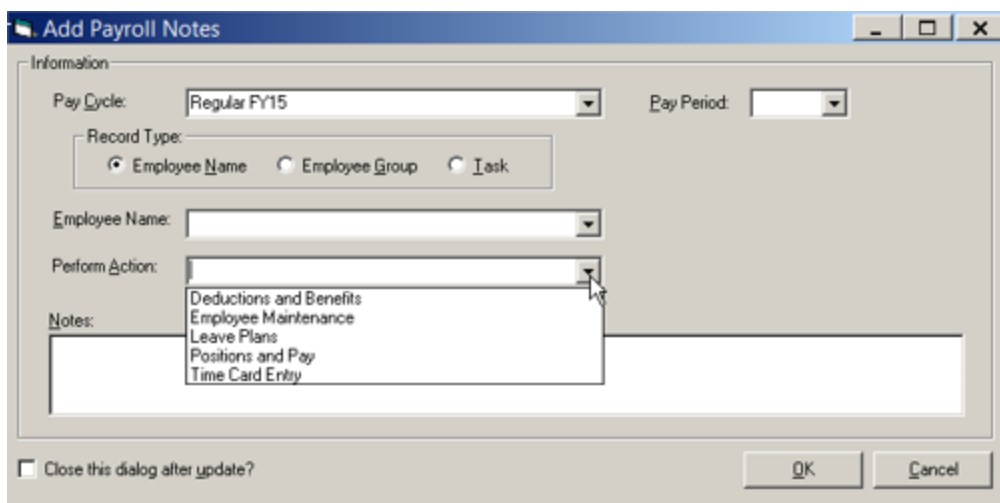 Add Payroll Notes
Information
Pay Cycle: Regular FY15 Pay Period:
Record Type:
Employee Name Employee Group Task
Employee Name:
Perform Action:
Deductions and Benefits
Employee Maintenance
Notes:
Leave Plans
Positions and Pay
Time Card Entry
Close this dialog after update? OK Cancel